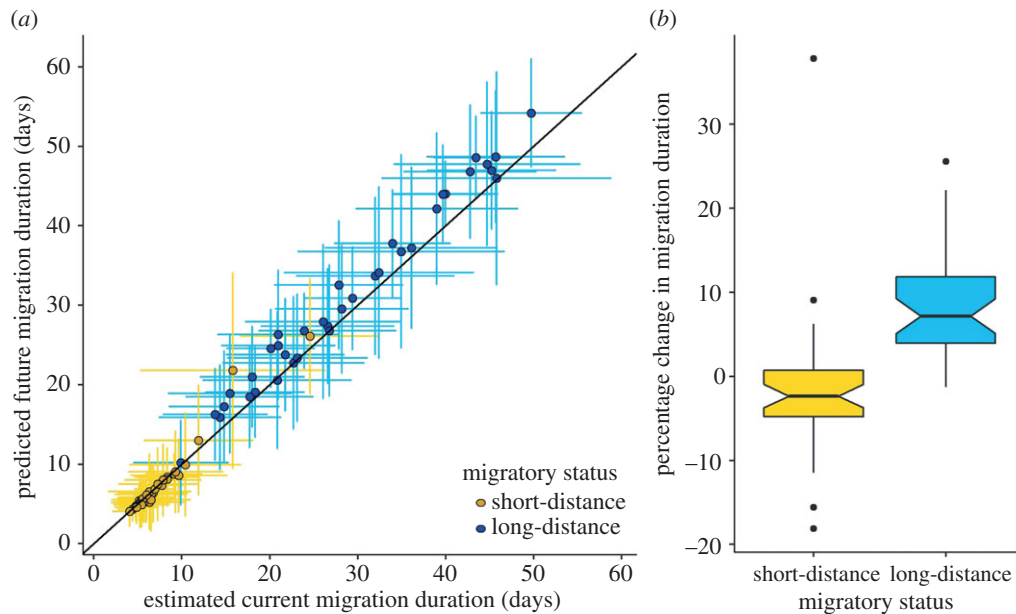 (a)
predicted future migration duration (days)
60
50
40
30
20
10
0
0 10 20 30 40 50 60
estimated current migration duration (days)
migratory status
short-distance
long-distance
(b)
percentage change in migration duration
30
20
10
0
−10
−20
short-distance long-distance
migratory status